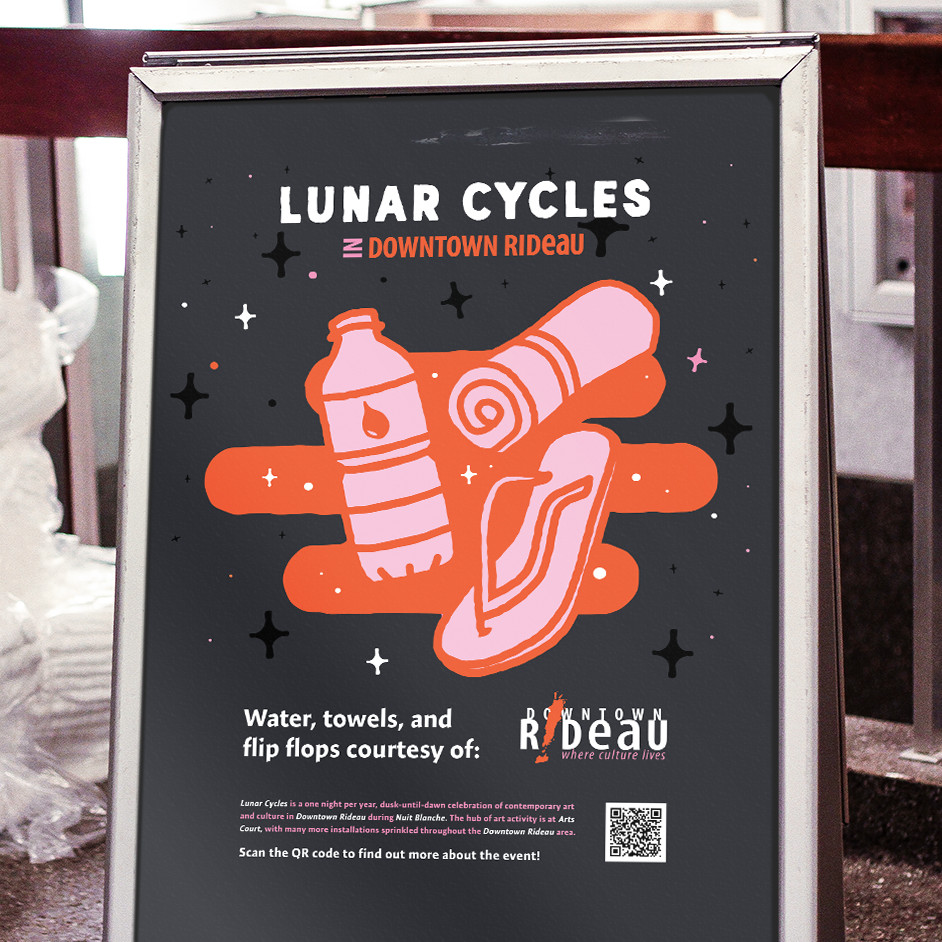 LUNAR CYCLES
IN DOWNTOWN RIDeaU
Water, towels, and
flip flops courtesy of:
DOWNTOWN
RIDeaU
where culture lives
Lunar Cycles is a one night per year, dusk-until-dawn celebration of contemporary art
and culture in Downtown Rideau during Nuit Blanche. The hub of art activity is at Arts
Court, with many more installations sprinkled throughout the Downtown Rideau area.
Scan the QR code to find out more about the event!